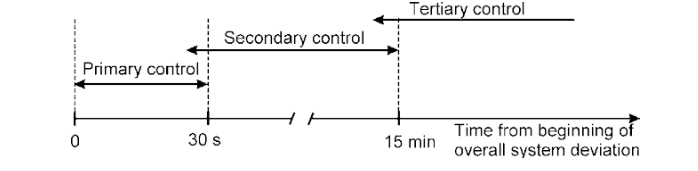 Tertiary control
Secondary control
Primary control
0
30 s
15 min
Time from beginning of
overall system deviation